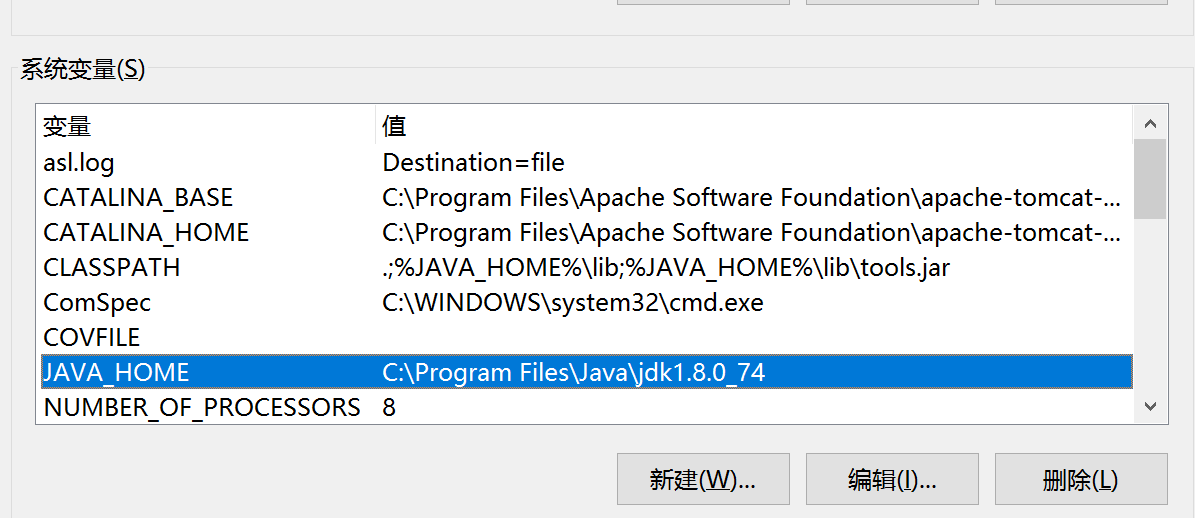 系统变量(S)
变量 值
asl.log Destination=file
CATALINA_BASE C:\Program Files\Apache Software Foundation\apache-tomcat-...
CATALINA_HOME C:\Program Files\Apache Software Foundation\apache-tomcat-...
CLASSPATH .;%JAVA_HOME%\lib;%JAVA_HOME%\lib\tools.jar
ComSpec C:\WINDOWS\system32\cmd.exe
COVFILE
JAVA_HOME C:\Program Files\Java\jdk1.8.0_74
NUMBER_OF_PROCESSORS 8
新建(W)... 编辑(I)... 删除(L)